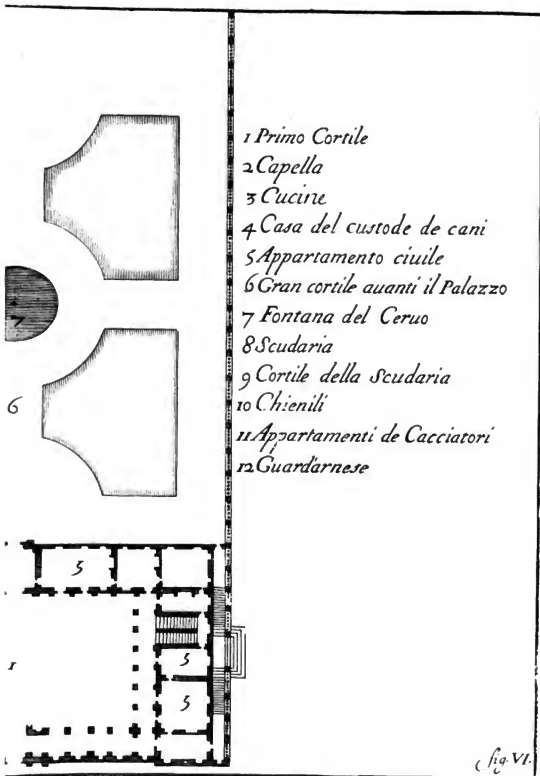 1 Primo Cortile
2 Capella
3 Cucine
4 Casa del custode de cani
5 Appartamento ciuile
6 Gran cortile auanti il Palazzo
7 Fontana del Ceruo
8 Scudaria
9 Cortile della Scudaria
10 Chienili
11 Appartamenti de Cacciatori
12 Guardarnese
7
6
5
1
5
5
fig. VI.